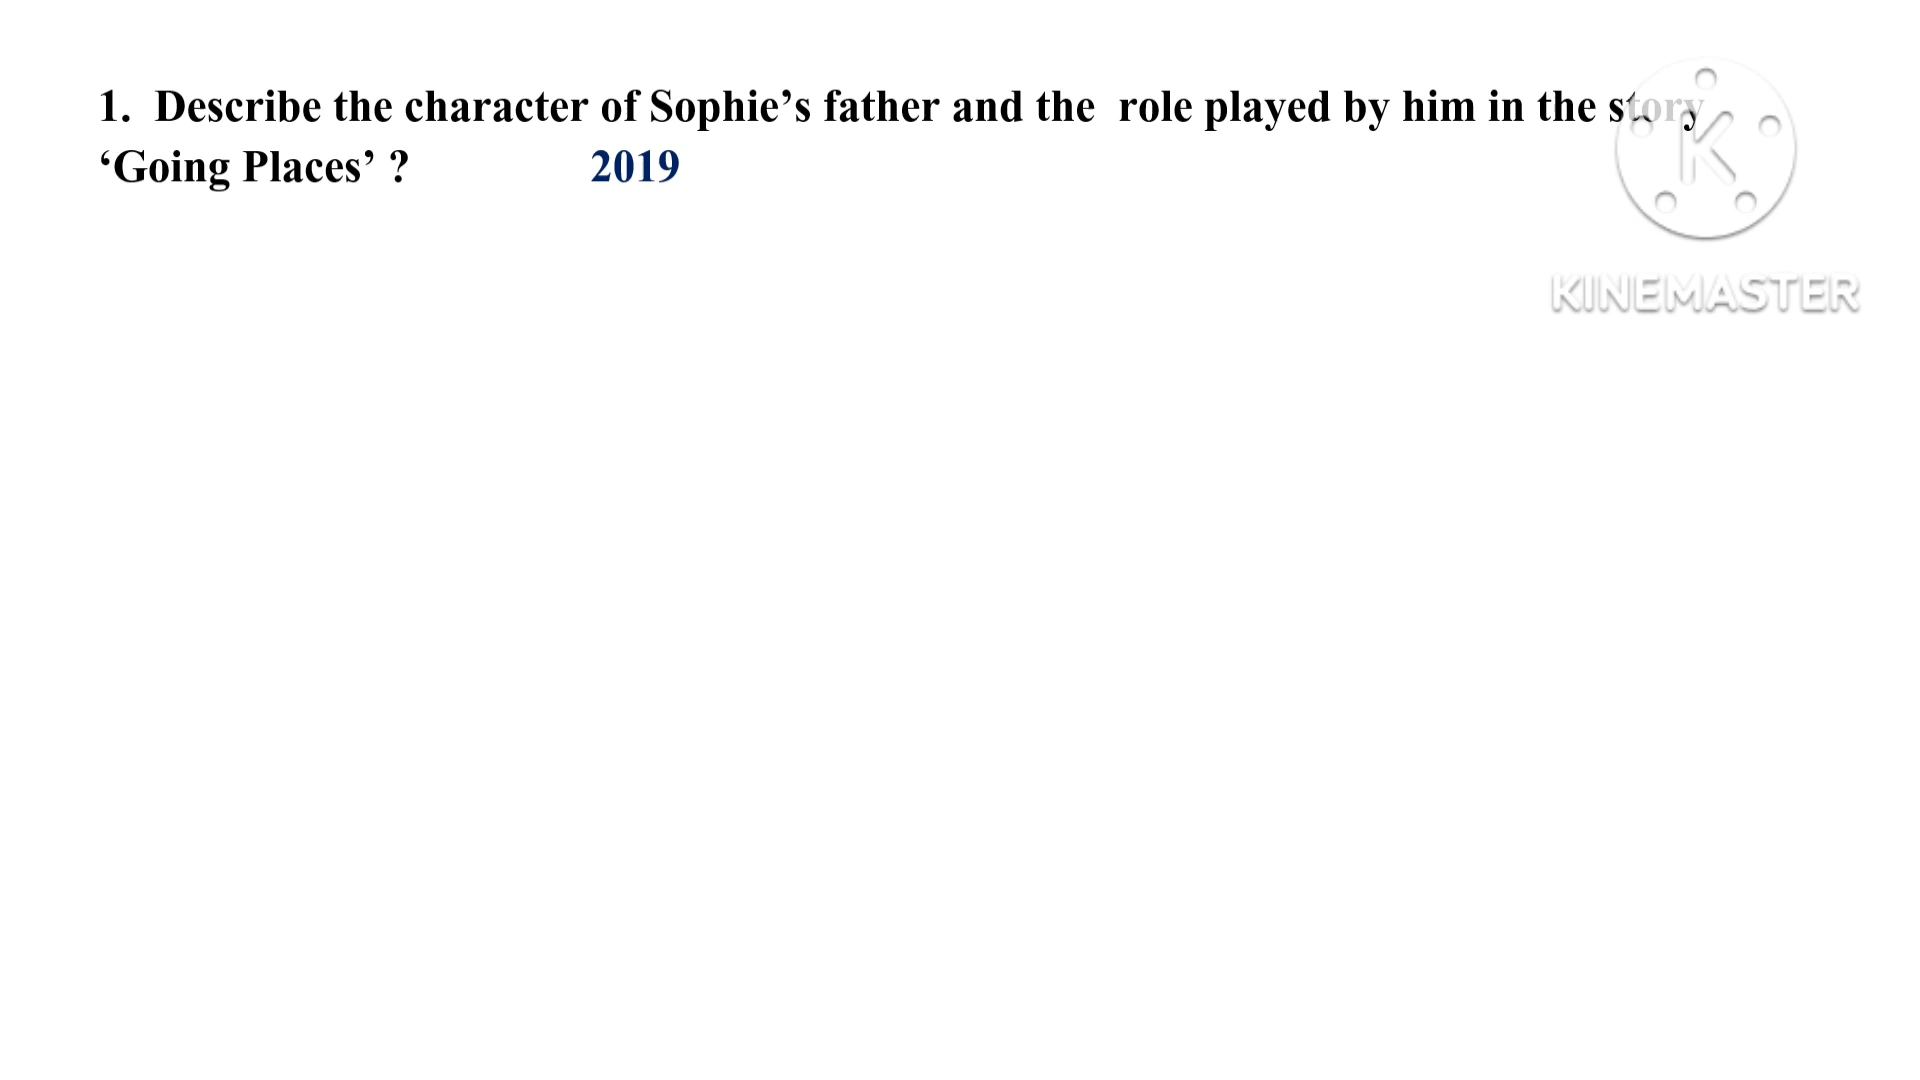 1. Describe the character of Sophie’s father and the role played by him in the story
‘Going Places’ ? 2019
KINEMASTER